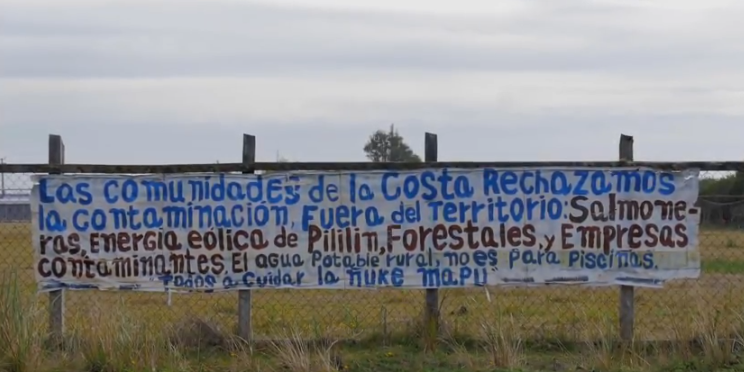 Las comunidades de la Costa Rechazamos
la contaminación, Fuera del Territorio: Salmone-
ras, Energía eólica de Pililin, Forestales, y Empresas
contaminantes, El agua Potable rural, no es para Piscinas.
Todos a cuidar la ñuke mapu"